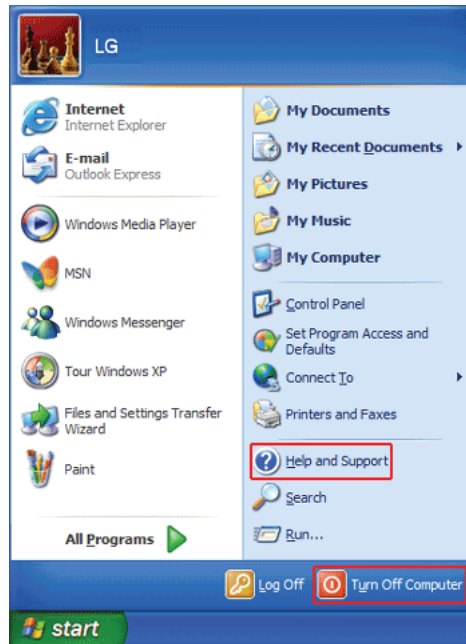 LG
Internet
Internet Explorer
E-mail
Outlook Express
Windows Media Player
MSN
Windows Messenger
Tour Windows XP
Files and Settings Transfer
Wizard
Paint
All Programs
My Documents
My Recent Documents
My Pictures
My Music
My Computer
Control Panel
Set Program Access and
Defaults
Connect To
Printers and Faxes
Help and Support
Search
Run...
Log Off
Turn Off Computer
start